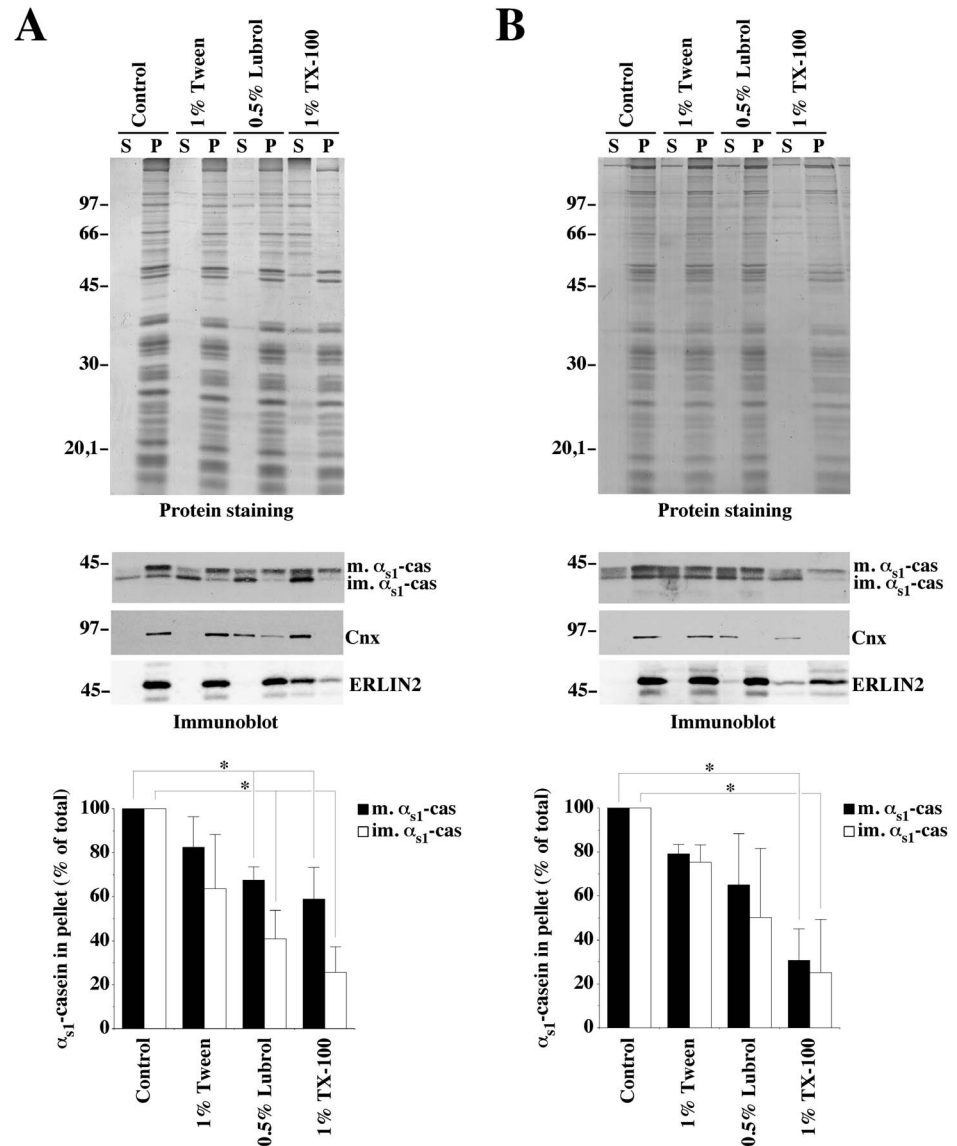 A
Control
1% Tween
0.5% Lubrol
1% TX-100
S P S P S P S P
97
66
45
30
20,1
Protein staining
45
m. αs1-cas
im. αs1-cas
97
Cnx
45
ERLIN2
Immunoblot
*
*
m. αs1-cas
im. αs1-cas
αs1-casein in pellet (% of total)
100
80
60
40
20
0
Control
1% Tween
0.5% Lubrol
1% TX-100
B
Control
1% Tween
0.5% Lubrol
1% TX-100
S P S P S P S P
97
66
45
30
20,1
Protein staining
45
m. αs1-cas
im. αs1-cas
97
Cnx
45
ERLIN2
Immunoblot
*
*
m. αs1-cas
im. αs1-cas
αs1-casein in pellet (% of total)
100
80
60
40
20
0
Control
1% Tween
0.5% Lubrol
1% TX-100